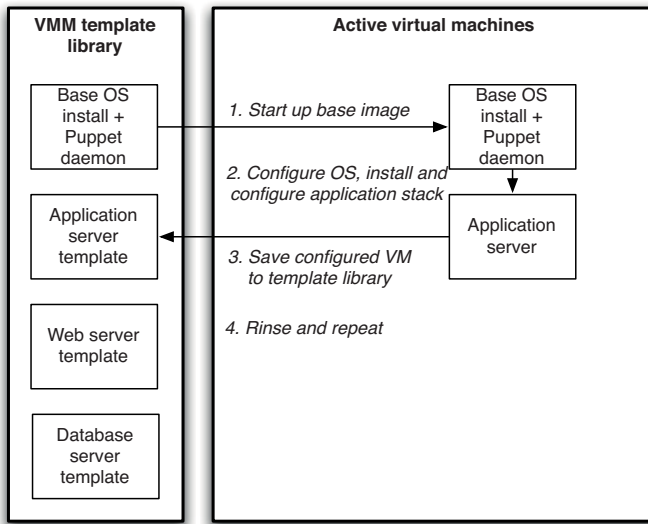 VMM template
library
Active virtual machines
Base OS
install +
Puppet
daemon
1. Start up base image
Base OS
install +
Puppet
daemon
2. Configure OS, install and
configure application stack
Application
server
template
Application
server
3. Save configured VM
to template library
Web server
template
4. Rinse and repeat
Database
server
template